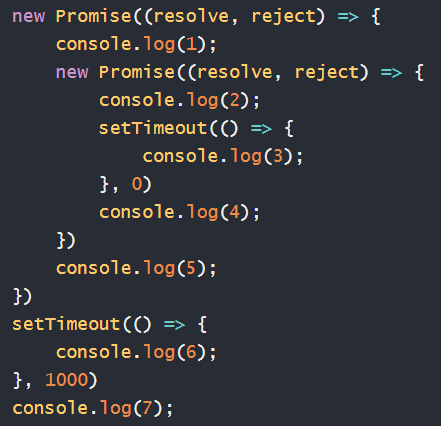 new Promise((resolve, reject) => {
    console.log(1);
    new Promise((resolve, reject) => {
        console.log(2);
        setTimeout(() => {
            console.log(3);
        }, 0)
        console.log(4);
    })
    console.log(5);
})
setTimeout(() => {
    console.log(6);
}, 1000)
console.log(7);